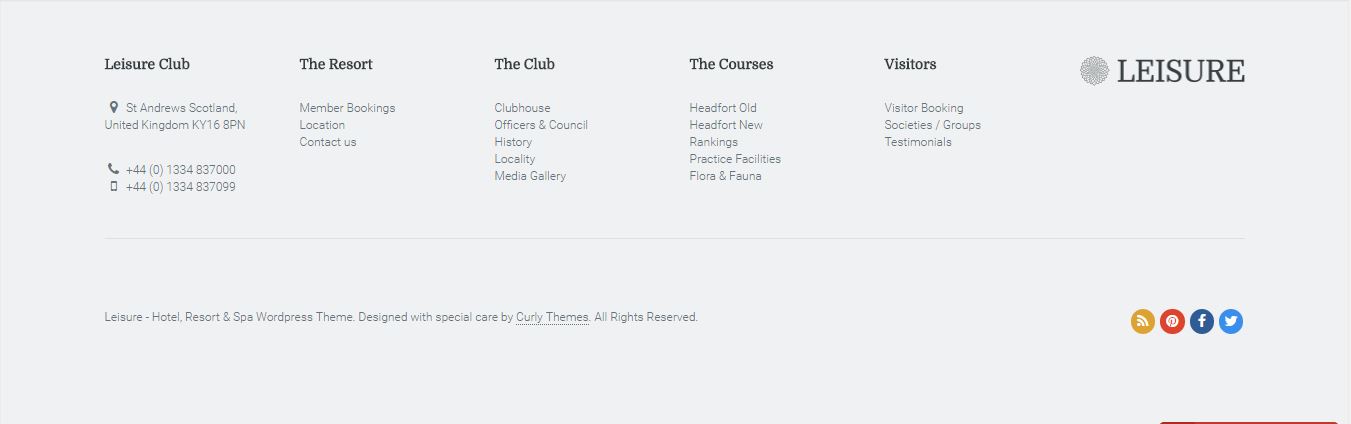 Leisure Club
St Andrews Scotland,
United Kingdom KY16 8PN
+44 (0) 1334 837000
+44 (0) 1334 837099
The Resort
Member Bookings
Location
Contact us
The Club
Clubhouse
Officers & Council
History
Locality
Media Gallery
The Courses
Headfort Old
Headfort New
Rankings
Practice Facilities
Flora & Fauna
Visitors
Visitor Booking
Societies / Groups
Testimonials
LEISURE
Leisure - Hotel, Resort & Spa Wordpress Theme. Designed with special care by Curly Themes. All Rights Reserved.